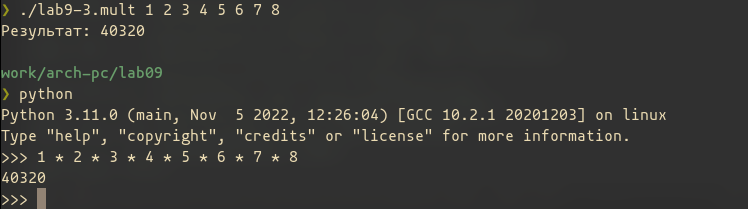 ❯ ./lab9-3.mult 1 2 3 4 5 6 7 8
Результат: 40320
work/arch-pc/lab09
❯ python
Python 3.11.0 (main, Nov  5 2022, 12:26:04) [GCC 10.2.1 20201203] on linux
Type "help", "copyright", "credits" or "license" for more information.
>>> 1 * 2 * 3 * 4 * 5 * 6 * 7 * 8
40320
>>>